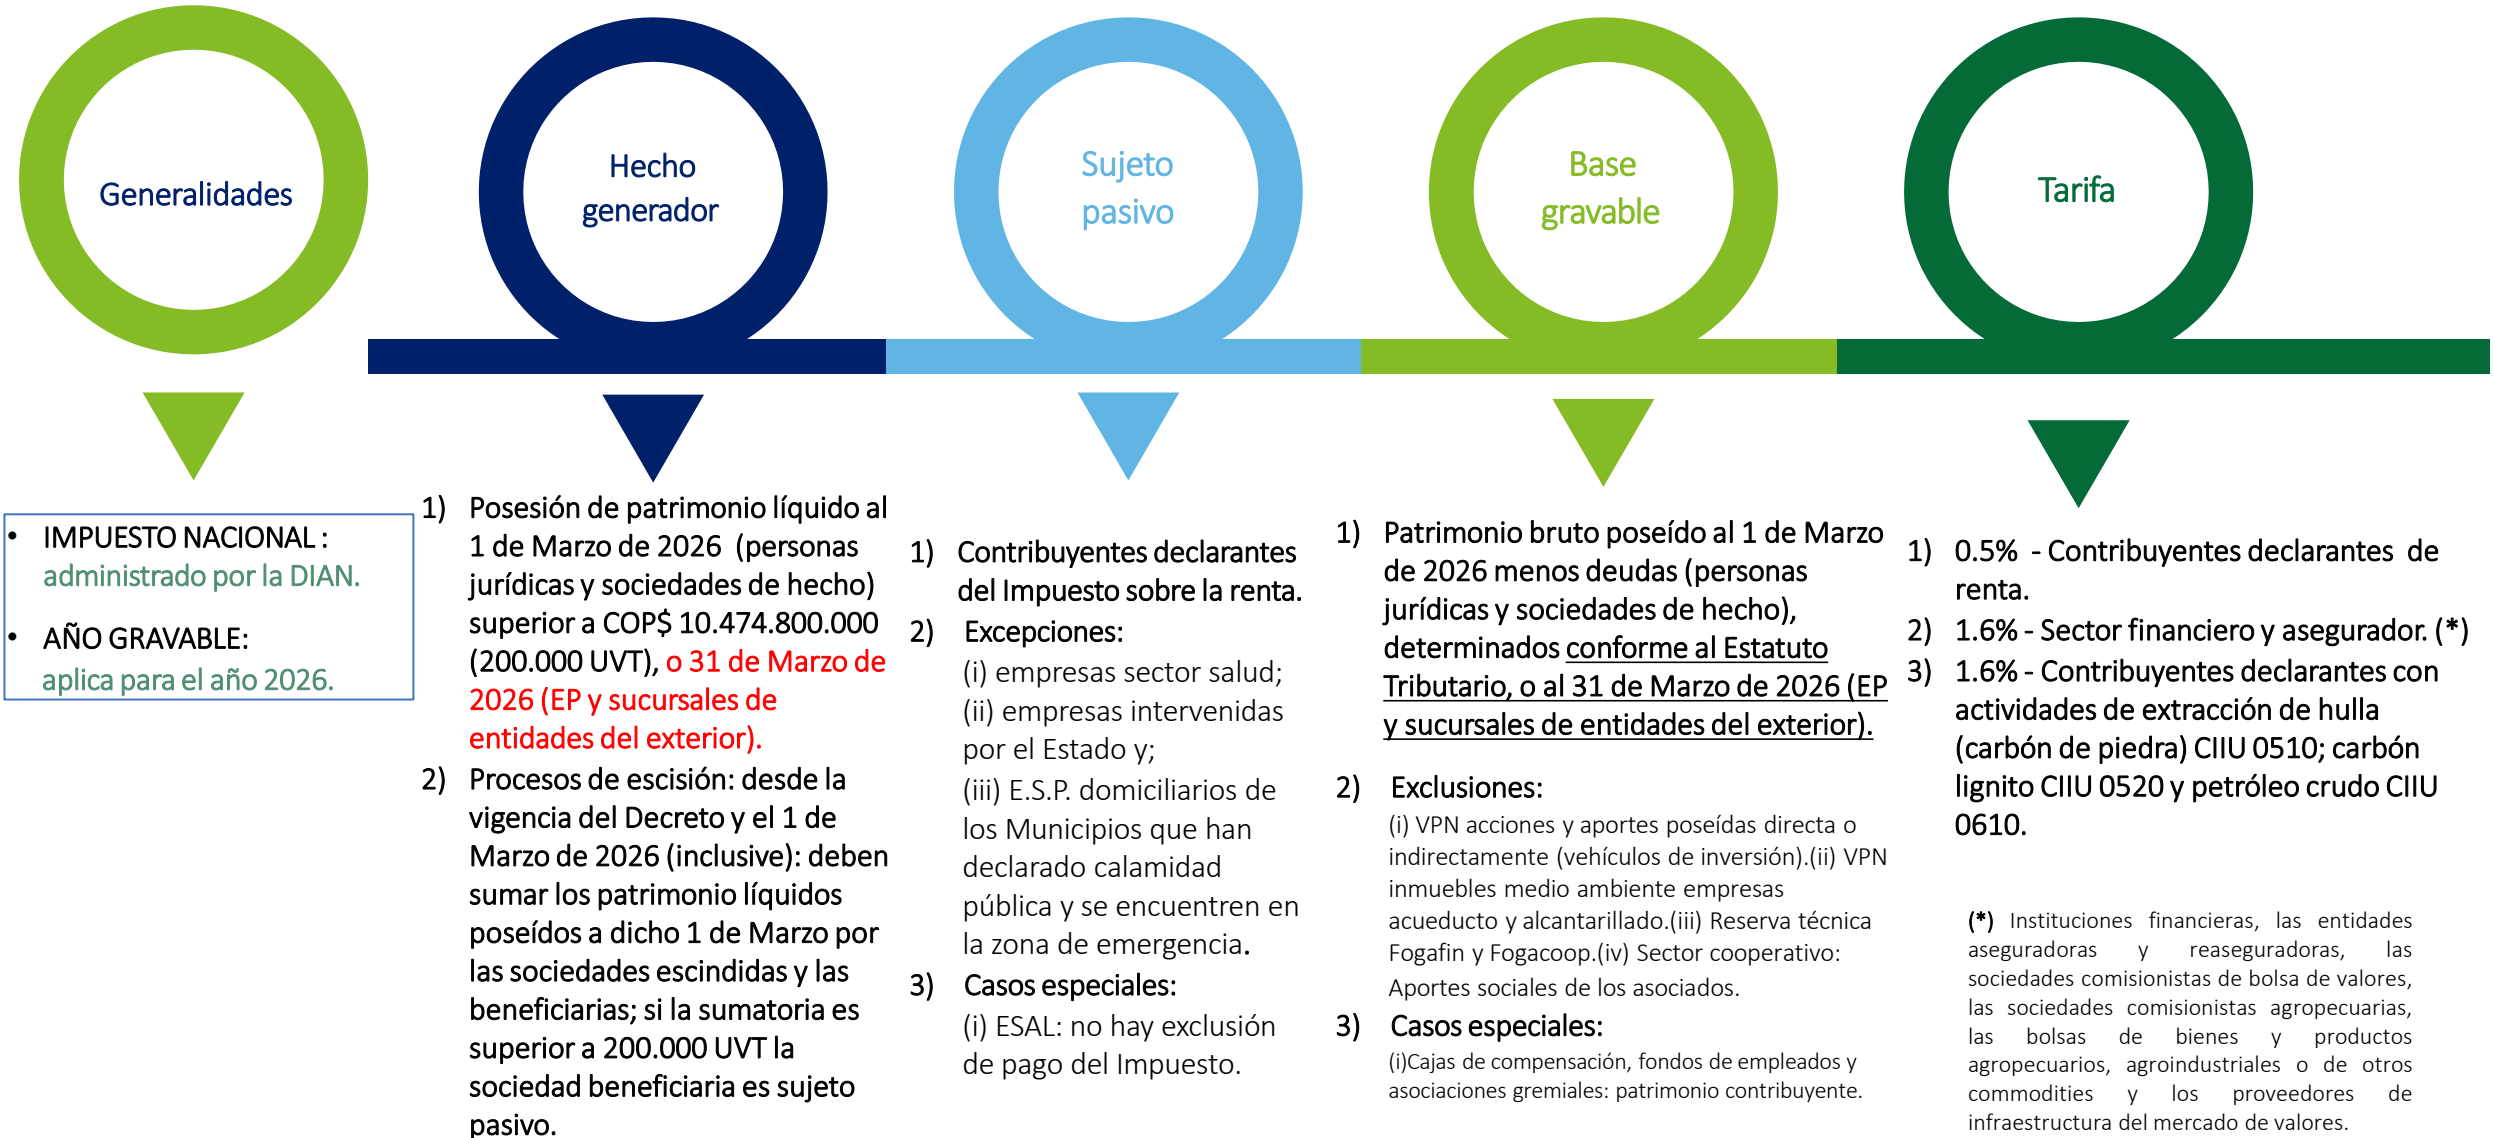 Generalidades
Hecho
generador
Sujeto
pasivo
Base
gravable
Tarifa
• IMPUESTO NACIONAL :
administrado por la DIAN.
• AÑO GRAVABLE:
aplica para el año 2026.
1) Posesión de patrimonio líquido al
1 de Marzo de 2026 (personas
jurídicas y sociedades de hecho)
superior a COP$ 10.474.800.000
(200.000 UVT), o 31 de Marzo de
2026 (EP y sucursales de
entidades del exterior).
2) Procesos de escisión: desde la
vigencia del Decreto y el 1 de
Marzo de 2026 (inclusive): deben
sumar los patrimonio líquidos
poseídos a dicho 1 de Marzo por
las sociedades escindidas y las
beneficiarias; si la sumatoria es
superior a 200.000 UVT la
sociedad beneficiaria es sujeto
pasivo.
1) Contribuyentes declarantes
del Impuesto sobre la renta.
2) Excepciones:
(i) empresas sector salud;
(ii) empresas intervenidas
por el Estado y;
(iii) E.S.P. domiciliarios de
los Municipios que han
declarado calamidad
pública y se encuentren en
la zona de emergencia.
3) Casos especiales:
(i) ESAL: no hay exclusión
de pago del Impuesto.
1) Patrimonio bruto poseído al 1 de Marzo
de 2026 menos deudas (personas
jurídicas y sociedades de hecho),
determinados conforme al Estatuto
Tributario, o al 31 de Marzo de 2026 (EP
y sucursales de entidades del exterior).
2) Exclusiones:
(i) VPN acciones y aportes poseídas directa o
indirectamente (vehículos de inversión).(ii) VPN
inmuebles medio ambiente empresas
acueducto y alcantarillado.(iii) Reserva técnica
Fogafin y Fogacoop.(iv) Sector cooperativo:
Aportes sociales de los asociados.
3) Casos especiales:
(i)Cajas de compensación, fondos de empleados y
asociaciones gremiales: patrimonio contribuyente.
1) 0.5% - Contribuyentes declarantes de
renta.
2) 1.6% - Sector financiero y asegurador. (*)
3) 1.6% - Contribuyentes declarantes con
actividades de extracción de hulla
(carbón de piedra) CIIU 0510; carbón
lignito CIIU 0520 y petróleo crudo CIIU
0610.
(*) Instituciones financieras, las entidades
aseguradoras y reaseguradoras, las
sociedades comisionistas de bolsa de valores,
las sociedades comisionistas agropecuarias,
las bolsas de bienes y productos
agropecuarios, agroindustriales o de otros
commodities y los proveedores de
infraestructura del mercado de valores.